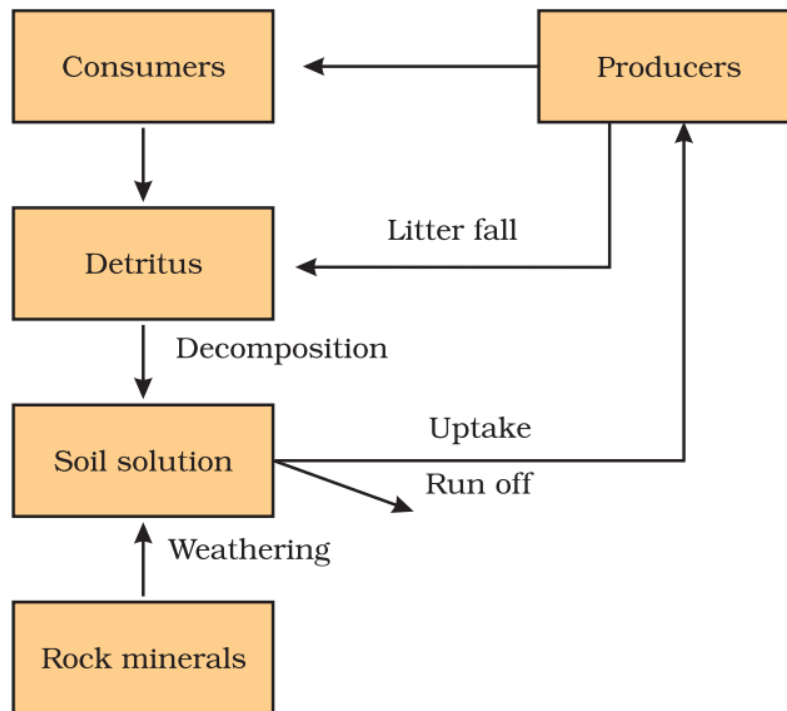 Consumers
Producers
Litter fall
Detritus
Decomposition
Uptake
Soil solution
Run off
Weathering
Rock minerals